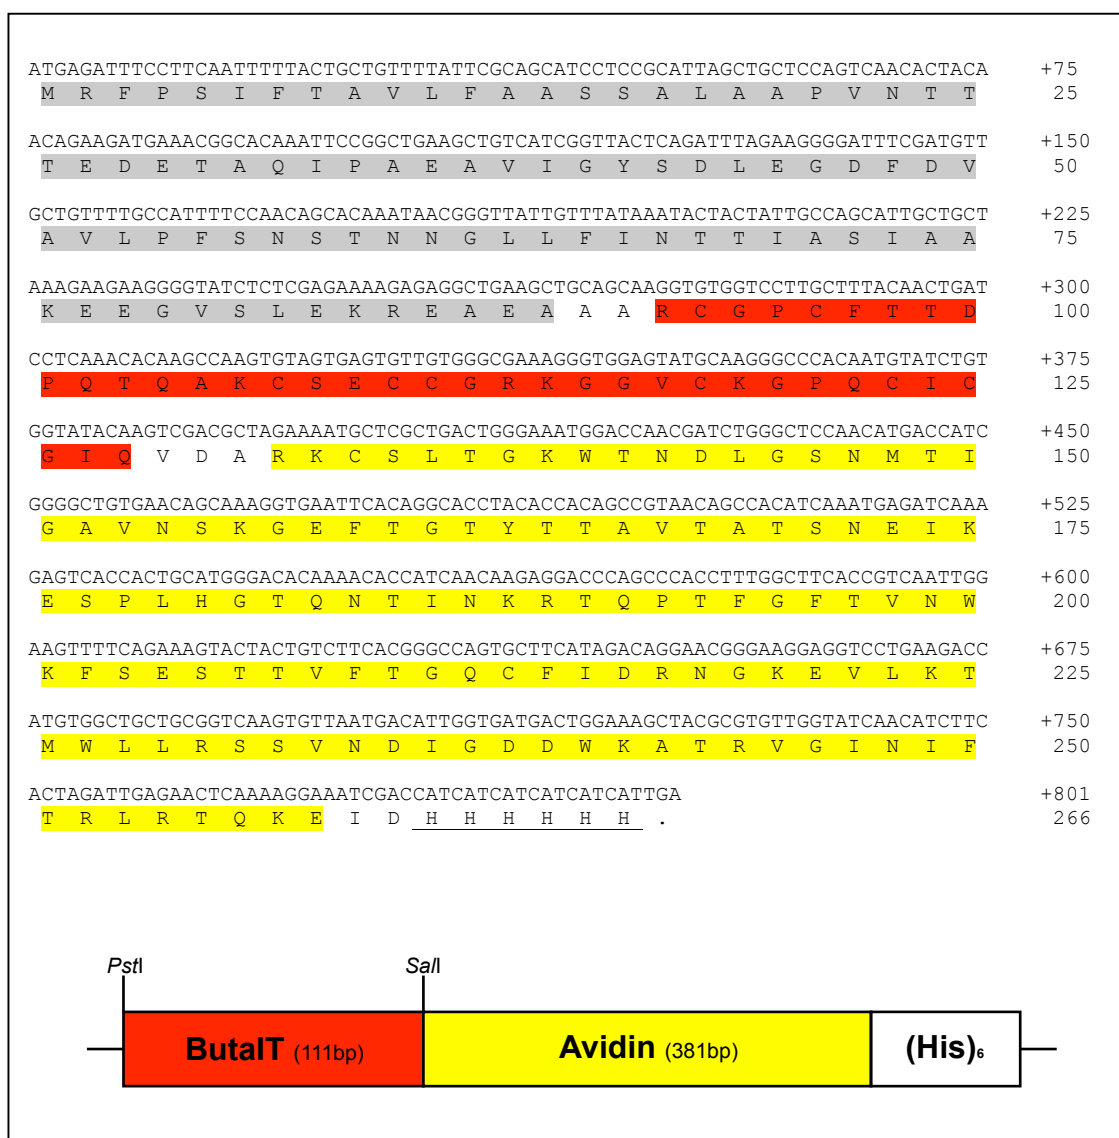 ATGAGATTTCCTTCAATTTTTACTGCTGTTTTATTCGCAGCATCCTCCGCATTAGCTGCTCCAGTCAACACTACA +75
M R F P S I F T A V L F A A S S A L A A P V N T T 25
ACAGAAGATGAAACGGCACAAATTCCGGCTGAAGCTGTCATCGGTTACTCAGATTTAGAAGGGGATTTCGATGTT +150
T E D E T A Q I P A E A V I G Y S D L E G D F D V 50
GCTGTTTTGCCATTTTCCAACAGCACAAATAACGGGTTATTGTTTATAAATACTACTATTGCCAGCATTGCTGCT +225
A V L P F S N S T N N G L L F I N T T I A S I A A 75
AAAGAAGAAGGGGTATCTCTCGAGAAAAGAGAGGCTGAAGCTGCAGCAAGGTGTGGTCCTTGCTTTACAACTGAT +300
K E E G V S L E K R E A E A A A R C G P C F T T D 100
CCTCAAACACAAGCCAAGTGTAGTGAGTGTTGTGGGCGAAAGGGTGGAGTATGCAAGGGCCCACAATGTATCTGT +375
P Q T Q A K C S E C C G R K G G V C K G P Q C I C 125
GGTATACAAGTCGACGCTAGAAAATGCTCGCTGACTGGGAAATGGACCAACGATCTGGGCTCCAACATGACCATC +450
G I Q V D A R K C S L T G K W T N D L G S N M T I 150
GGGGCTGTGAACAGCAAAGGTGAATTCACAGGCACCTACACCACAGCCGTAACAGCCACATCAAATGAGATCAAA +525
G A V N S K G E F T G T Y T T A V T A T S N E I K 175
GAGTCACCACTGCATGGGACACAAAACACCATCAACAAGAGGACCCAGCCCACCTTTGGCTTCACCGTCAATTGG +600
E S P L H G T Q N T I N K R T Q P T F G F T V N W 200
AAGTTTTCAGAAAGTACTACTGTCTTCACGGGCCAGTGCTTCATAGACAGGAACGGGAAGGAGGTCCTGAAGACC +675
K F S E S T T V F T G Q C F I D R N G K E V L K T 225
ATGTGGCTGCTGCGGTCAAGTGTTAATGACATTGGTGATGACTGGAAAGCTACGCGTGTTGGTATCAACATCTTC +750
M W L L R S S V N D I G D D W K A T R V G I N I F 250
ACTAGATTGAGAACTCAAAAGGAAATCGACCATCATCATCATCATCATTGA +801
T R L R T Q K E I D H H H H H H . 266
PstI SalI
ButaIT (111bp) Avidin (381bp) (His)₆